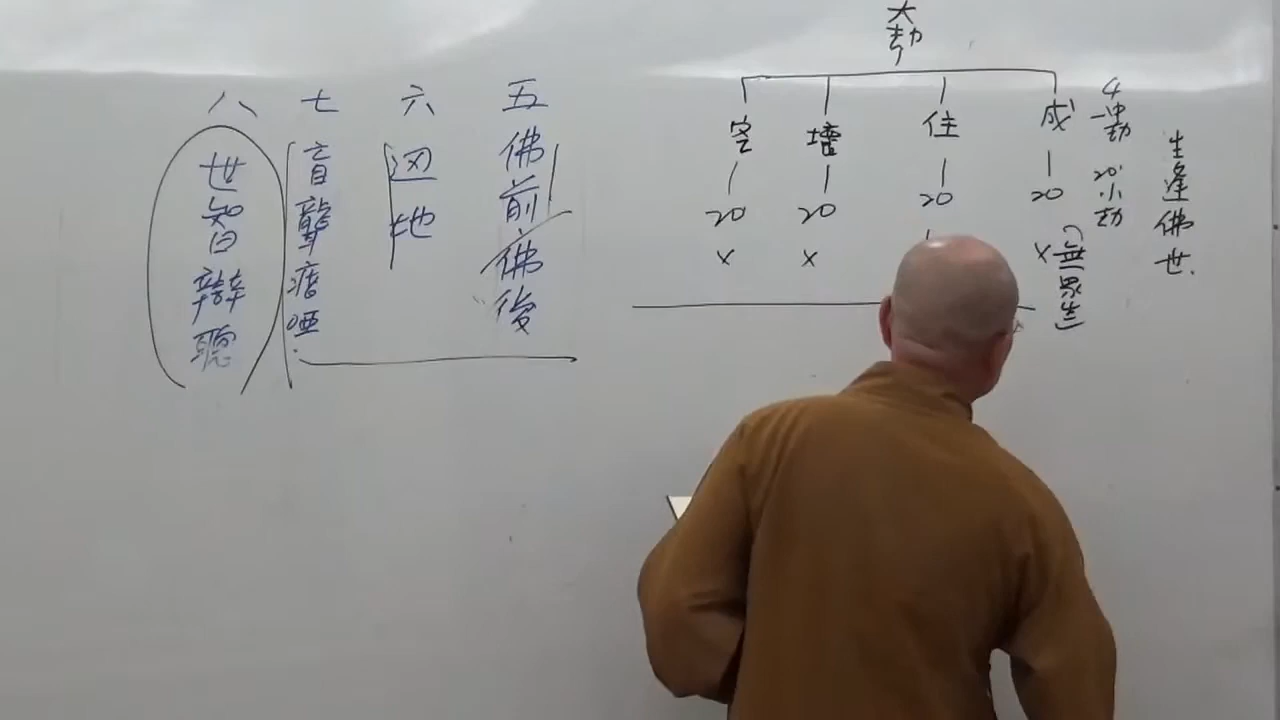 生逢佛世.
4中劫 20小劫
大劫
成 20 x
(無眾生)
住 20
壞 20 x
空 20 x
五 佛前佛後
六 边地
七 盲聾瘖啞.
八 世智辯聰